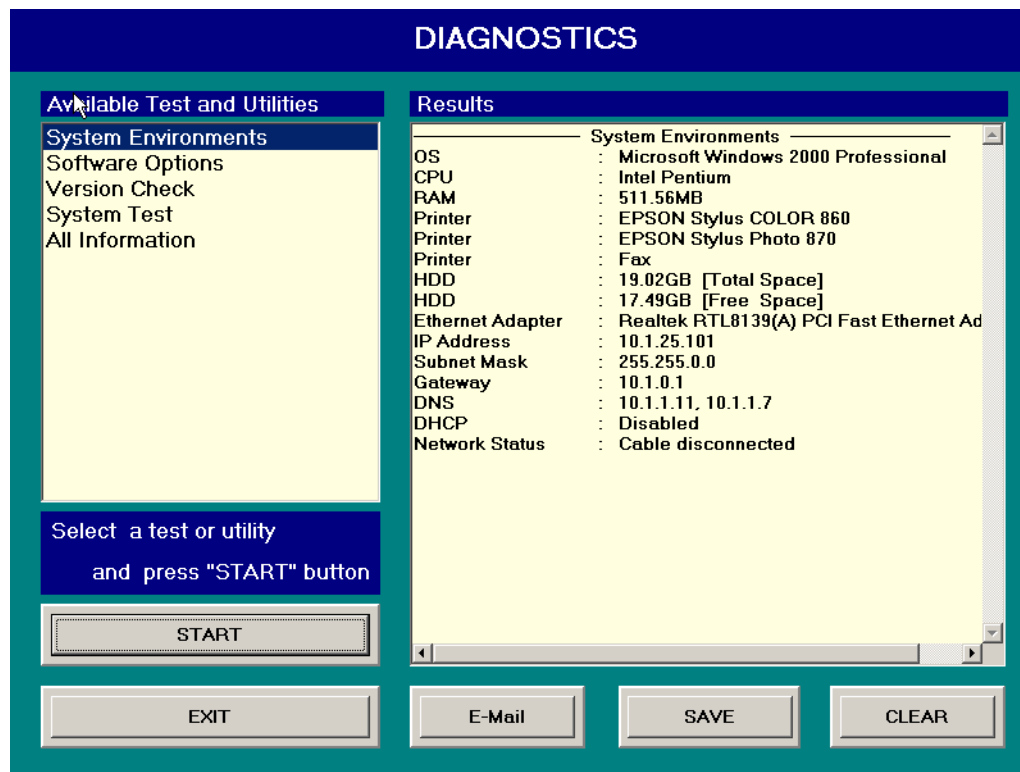 DIAGNOSTICS
Available Test and Utilities
System Environments
Software Options
Version Check
System Test
All Information
Select a test or utility
and press "START" button
START
EXIT
Results
System Environments
OS : Microsoft Windows 2000 Professional
CPU : Intel Pentium
RAM : 511.56MB
Printer : EPSON Stylus COLOR 860
Printer : EPSON Stylus Photo 870
Printer : Fax
HDD : 19.02GB [Total Space]
HDD : 17.49GB [Free Space]
Ethernet Adapter : Realtek RTL8139(A) PCI Fast Ethernet Ad
IP Address : 10.1.25.101
Subnet Mask : 255.255.0.0
Gateway : 10.1.0.1
DNS : 10.1.1.11, 10.1.1.7
DHCP : Disabled
Network Status : Cable disconnected
E-Mail
SAVE
CLEAR